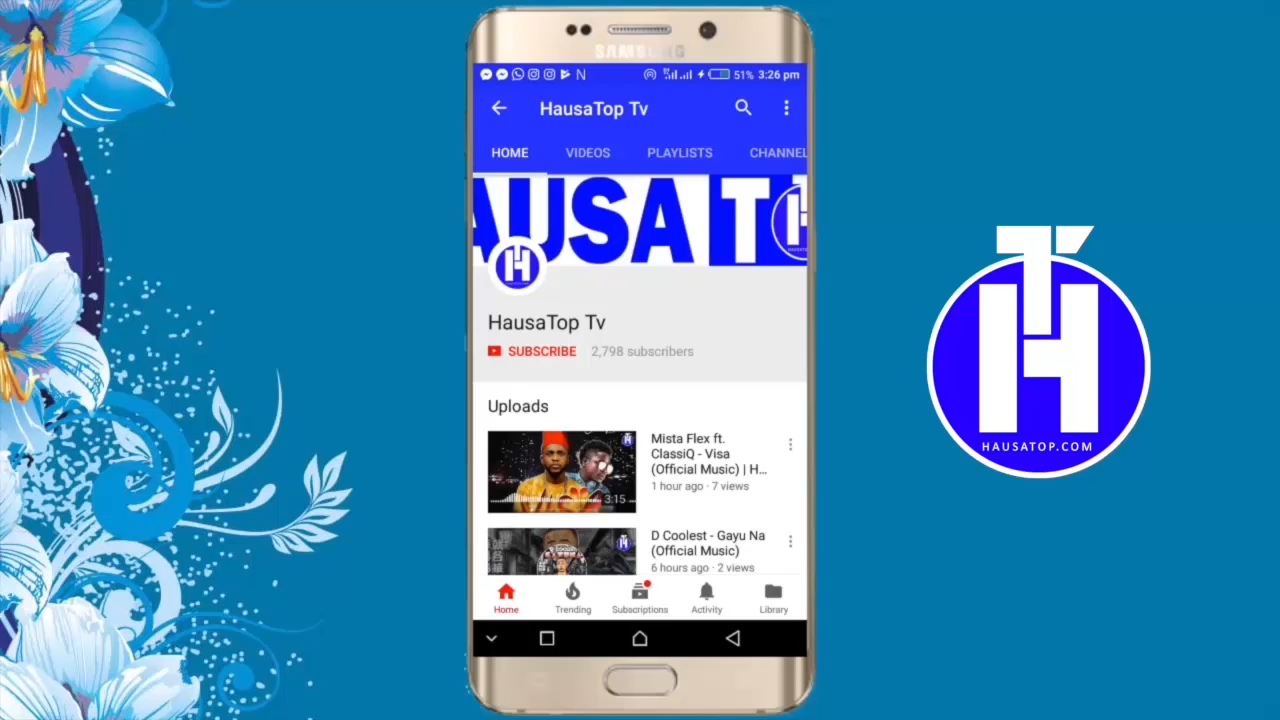 SAMSUNG
51% 3:26 pm
HausaTop Tv
HOME VIDEOS PLAYLISTS CHANNEL
AUSA T H
H
HausaTop Tv
SUBSCRIBE 2,798 subscribers
Uploads
Mista Flex ft.
ClassiQ - Visa
(Official Music) | H...
1 hour ago · 7 views
3:15
D Coolest - Gayu Na
(Official Music)
6 hours ago · 2 views
Home Trending Subscriptions Activity Library
TH
HAUSATOP.COM